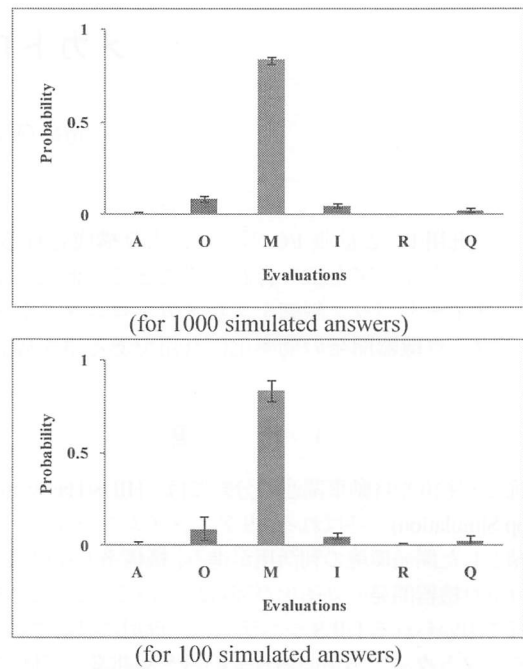 1
0.5
0
Probability
A O M I R Q
Evaluations
(for 1000 simulated answers)
1
0.5
0
Probability
A O M I R Q
Evaluations
(for 100 simulated answers)